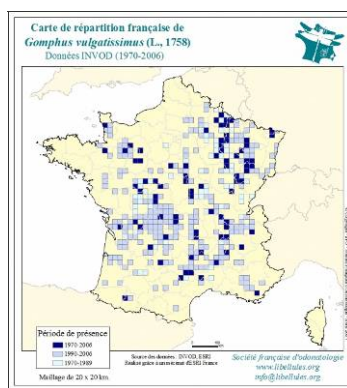 Carte de répartition française de
Gomphus vulgatissimus (L., 1758)
Données INVOD (1970-2006)
Période de présence
1970-2006
1990-2006
1970-1989
Maillage de 20 x 20 km
Source des données : INVOD, ESRI
Société française d'odonatologie
www.libellules.org
info@libellules.org